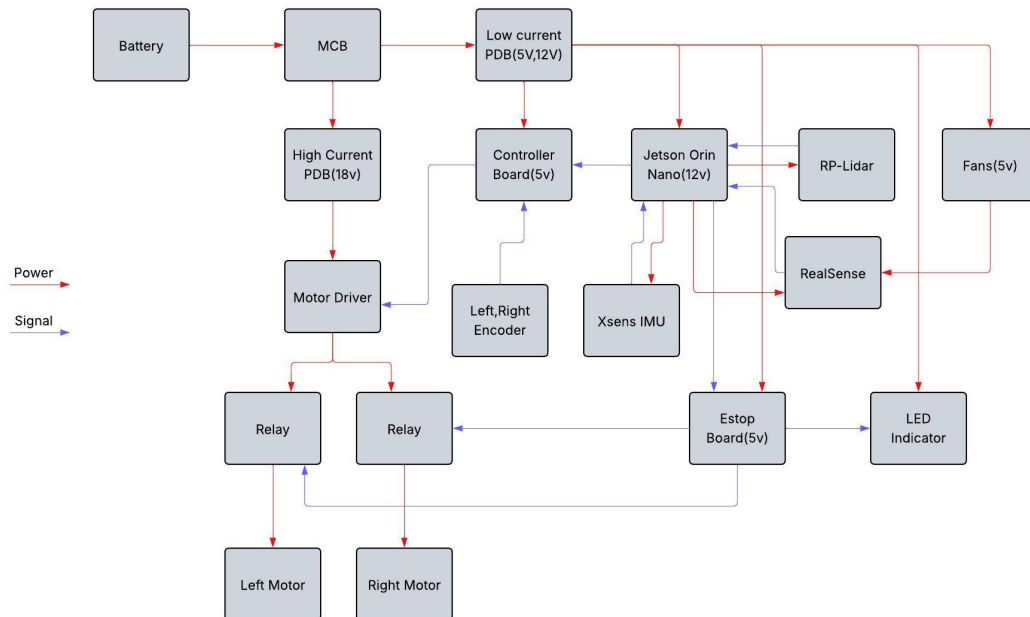 Battery
MCB
Low current
PDB(5V,12V)
High Current
PDB(18v)
Controller
Board(5v)
Jetson Orin
Nano(12v)
RP-Lidar
Fans(5v)
Power
Signal
Motor Driver
Left,Right
Encoder
Xsens IMU
RealSense
Relay
Relay
Estop
Board(5v)
LED
Indicator
Left Motor
Right Motor